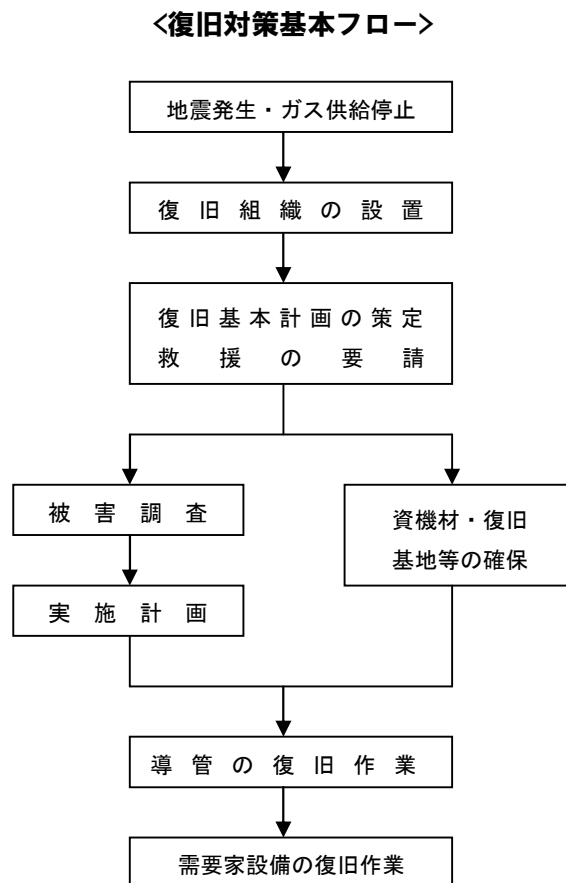 <復旧対策基本フロー>
地震発生・ガス供給停止
復旧組織の設置
復旧基本計画の策定
救援の要請
被害調査
資機材・復旧
基地等の確保
実施計画
導管の復旧作業
需要家設備の復旧作業